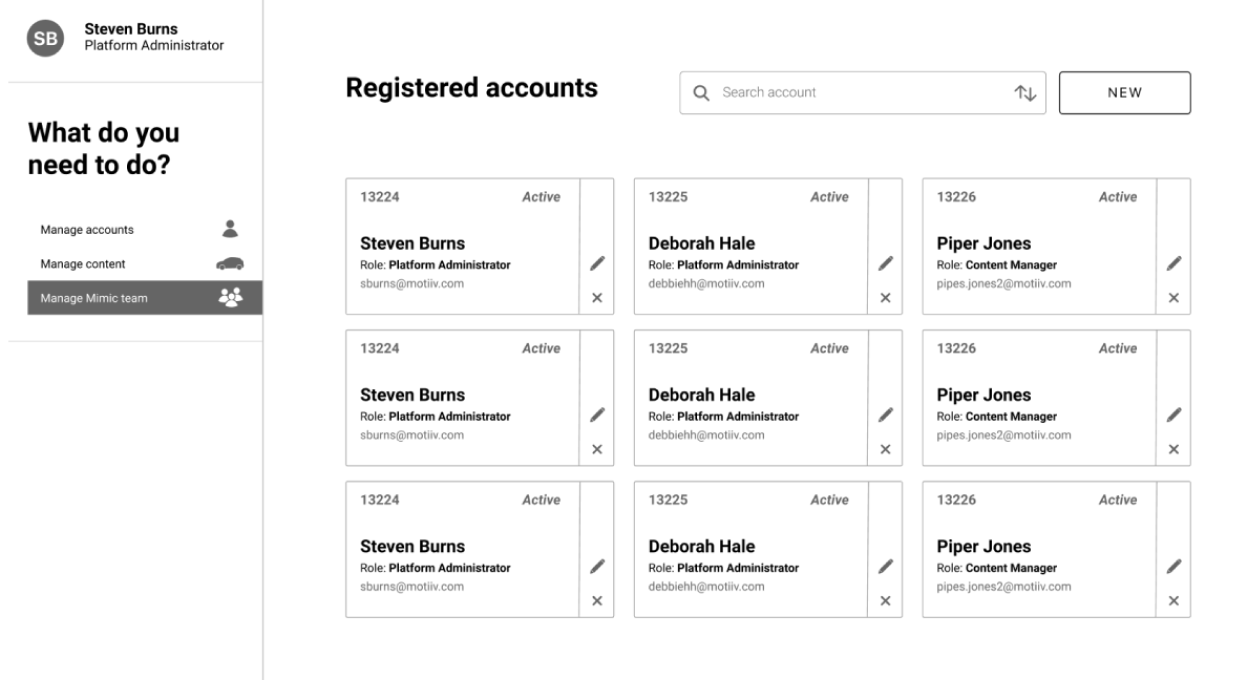 SB
Steven Burns
Platform Administrator
What do you
need to do?
Manage accounts
Manage content
Manage Mimic team
Registered accounts
Search account
NEW
13224 Active
Steven Burns
Role: Platform Administrator
sburns@motiiv.com
13225 Active
Deborah Hale
Role: Platform Administrator
debbiehh@motiiv.com
13226 Active
Piper Jones
Role: Content Manager
pipes.jones2@motiiv.com
13224 Active
Steven Burns
Role: Platform Administrator
sburns@motiiv.com
13225 Active
Deborah Hale
Role: Platform Administrator
debbiehh@motiiv.com
13226 Active
Piper Jones
Role: Content Manager
pipes.jones2@motiiv.com
13224 Active
Steven Burns
Role: Platform Administrator
sburns@motiiv.com
13225 Active
Deborah Hale
Role: Platform Administrator
debbiehh@motiiv.com
13226 Active
Piper Jones
Role: Content Manager
pipes.jones2@motiiv.com